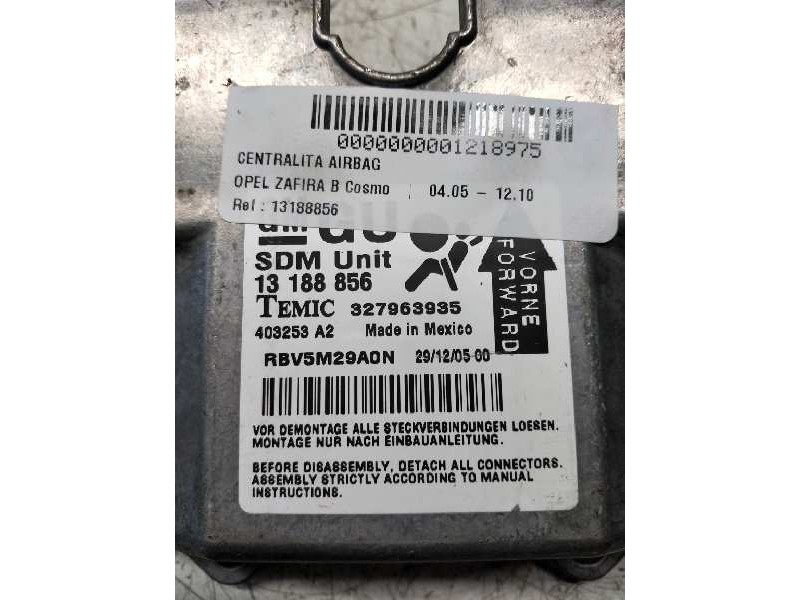 0000000001218975
CENTRALITA AIRBAG
OPEL ZAFIRA B Cosmo ; 04.05 - 12.10
Ref : 13188856
GM GU
SDM Unit
13 188 856
TEMIC 327963935
403253 A2 Made in Mexico
RBV5M29A0N 29/12/05 00
VORNE
FORWARD
VOR DEMONTAGE ALLE STECKVERBINDUNGEN LOESEN.
MONTAGE NUR NACH EINBAUANLEITUNG.
BEFORE DISASSEMBLY, DETACH ALL CONNECTORS.
ASSEMBLY STRICTLY ACCORDING TO MANUAL
INSTRUCTIONS.